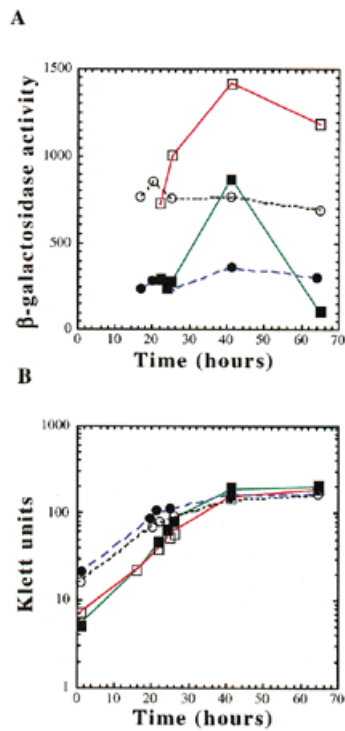 A
1500
1000
500
0
β-galactosidase activity
0 10 20 30 40 50 60 70
Time (hours)
B
1000
100
10
1
Klett units
0 10 20 30 40 50 60 70
Time (hours)